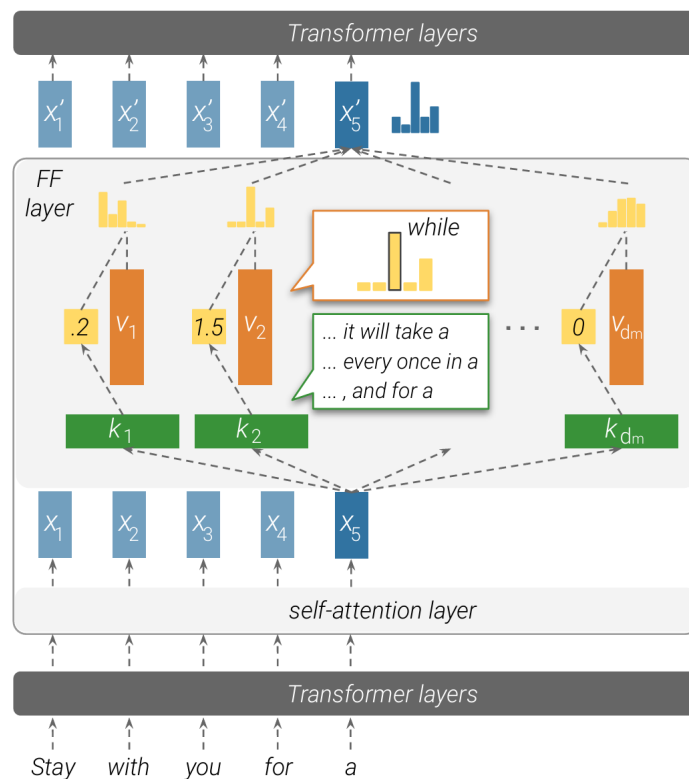 Transformer layers
x′1 x′2 x′3 x′4 x′5
FF
layer
while
.2 v1 1.5 v2 ... 0 vdm
... it will take a
... every once in a
... , and for a
k1 k2 kdm
x1 x2 x3 x4 x5
self-attention layer
Transformer layers
Stay with you for a